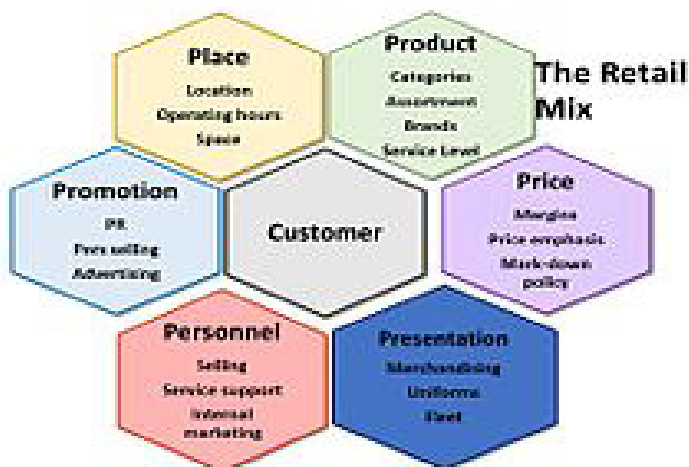 Place
Location
Operating hours
Space
Product
Categories
Assortment
Brands
Service Level
The Retail
Mix
Promotion
PR
Pers selling
Advertising
Customer
Price
Margins
Price emphasis
Mark-down
policy
Personnel
Selling
Service support
Internal
marketing
Presentation
Merchandising
Uniforms